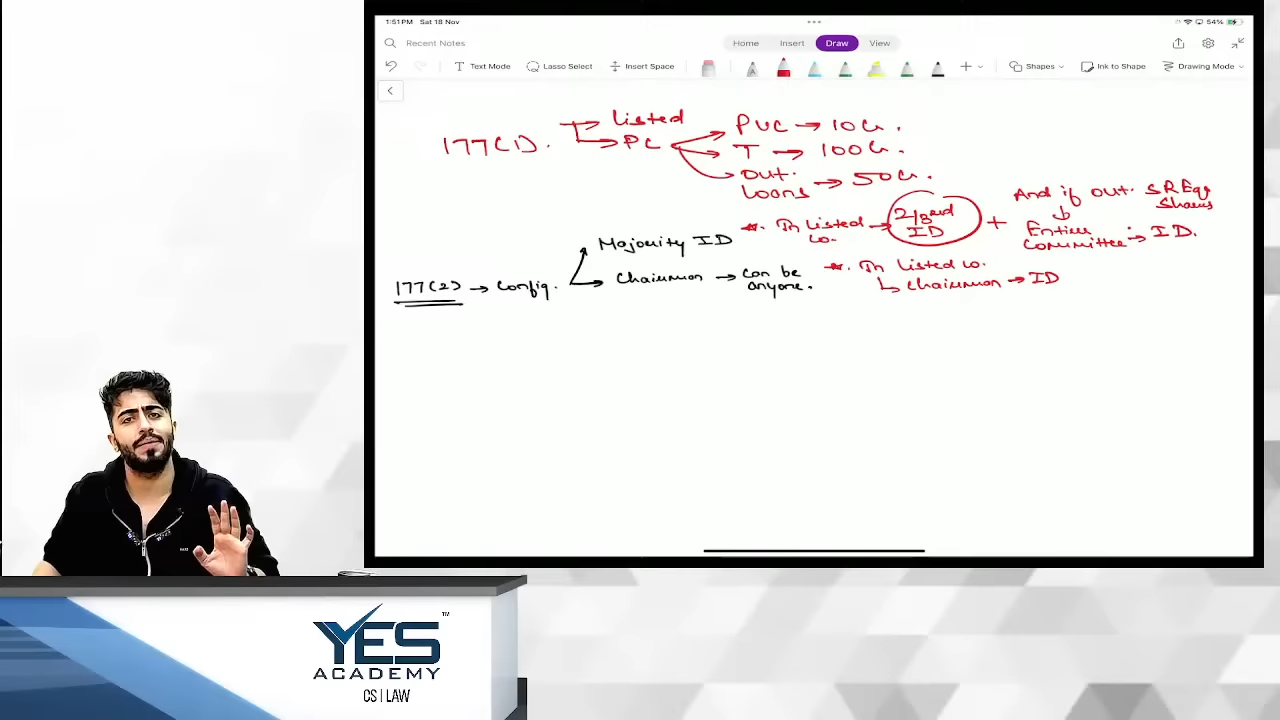 1:51 PM Sat 18 Nov
54%
Recent Notes
Home Insert Draw View
Text Mode Lasso Select Insert Space Shapes Ink to Shape Drawing Mode
177(1). → Listed
→ PC
PUC → 10 Cr.
T → 100 Cr.
Out. Loans → 50 Cr.
177(2) → Config.
Majority ID
* In listed co. → 2/3rd ID + And if out. SR Eq. Shares
Entire Committee → ID.
Chairman → Can be anyone.
* In listed co.
↳ Chairman → ID
YES
™
ACADEMY
CS | LAW